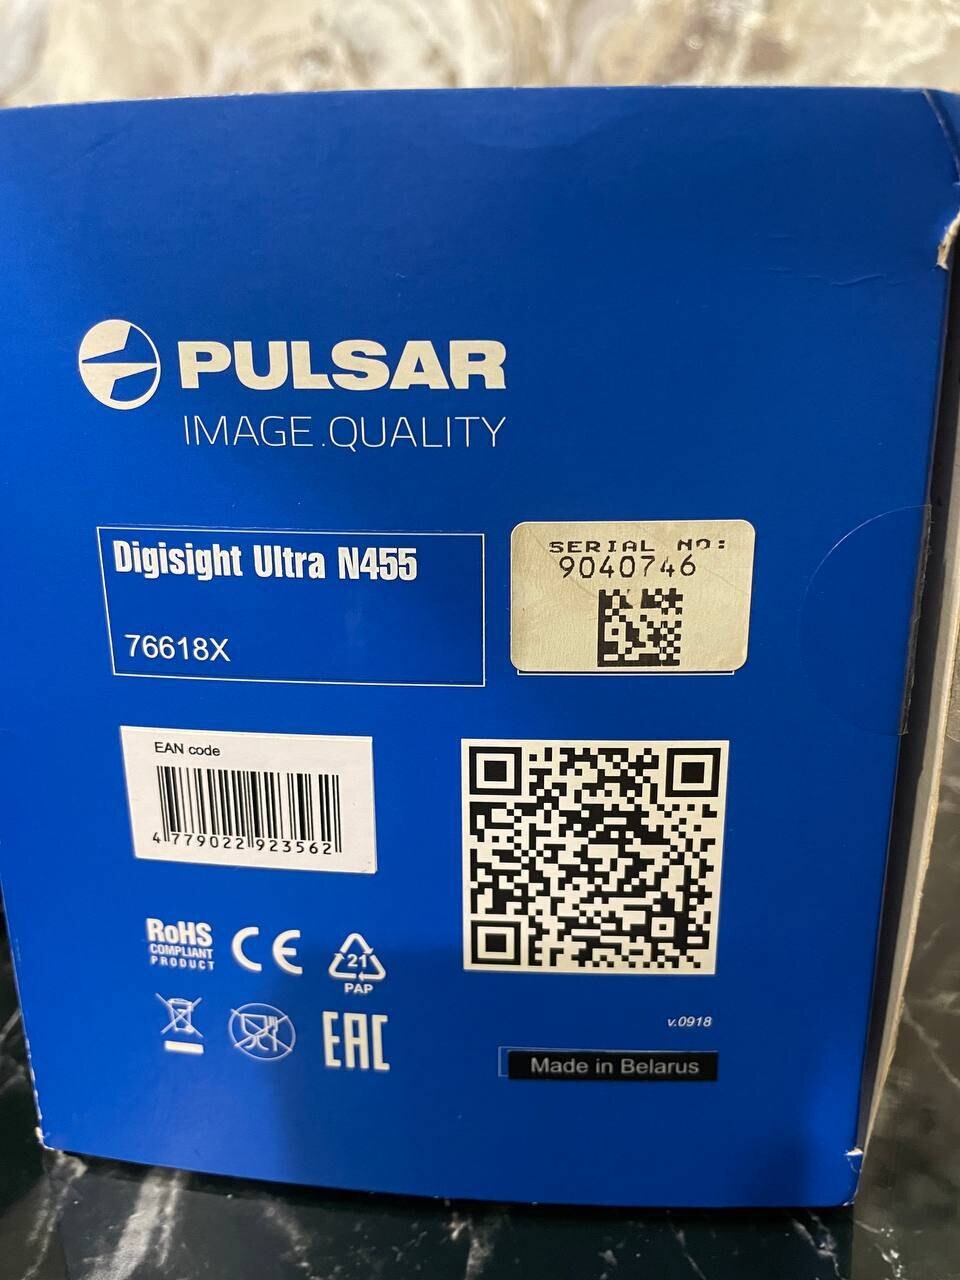 PULSAR
IMAGE.QUALITY
Digisight Ultra N455
76618X
SERIAL NO:
9040746
EAN code
4 779022 923562
RoHS
COMPLIANT
PRODUCT
CE
21
PAP
EAC
v.0918
Made in Belarus